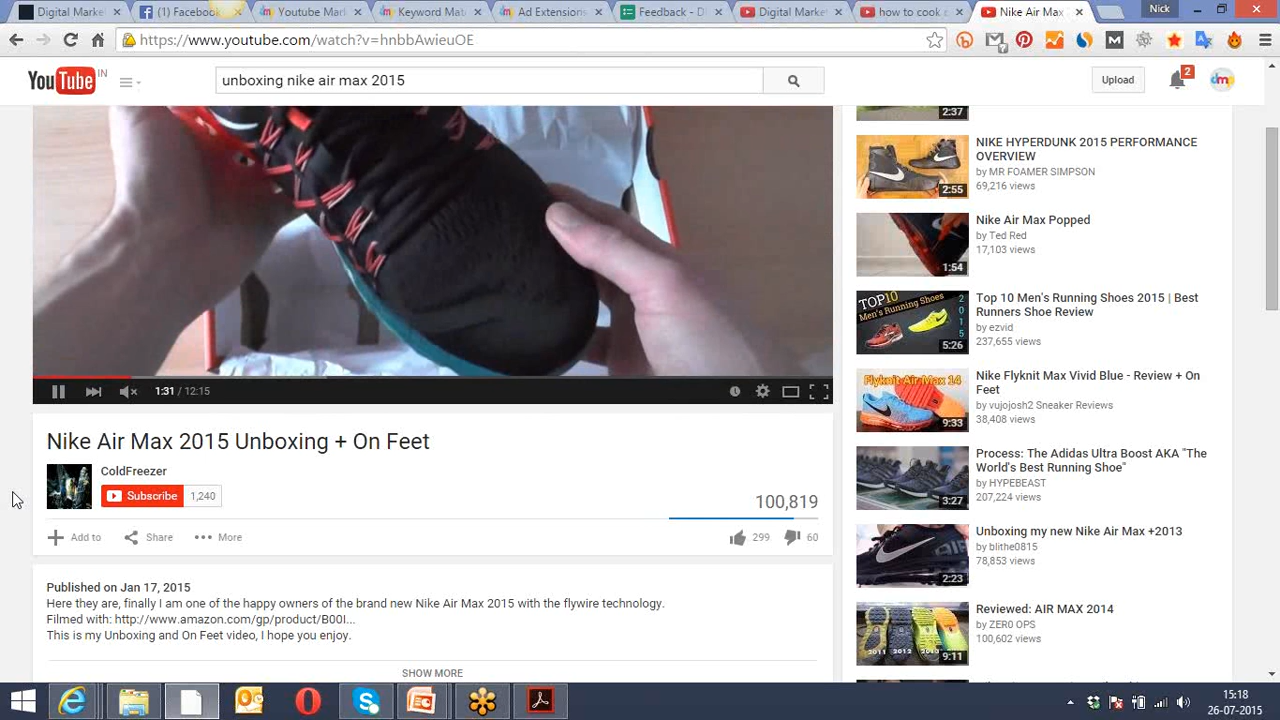 Digital Marke
(1) Facebook
Youtube Mark
Keyword Mat
Ad Extensions
Feedback - Di
Digital Marke
how to cook p
Nike Air Max
Nick
https://www.youtube.com/watch?v=hnbbAwieuOE
YouTube IN
unboxing nike air max 2015
Upload
2
dm
2:37
NIKE HYPERDUNK 2015 PERFORMANCE
OVERVIEW
by MR FOAMER SIMPSON
69,216 views
2:55
Nike Air Max Popped
by Ted Red
17,103 views
1:54
TOP10
Men's Running Shoes
2015
5:26
Top 10 Men's Running Shoes 2015 | Best
Runners Shoe Review
by ezvid
237,655 views
1:31 / 12:15
Flyknit Air Max 14
9:33
Nike Flyknit Max Vivid Blue - Review + On
Feet
by vujojosh2 Sneaker Reviews
38,408 views
Nike Air Max 2015 Unboxing + On Feet
ColdFreezer
Subscribe 1,240
100,819
Add to
Share
More
299
60
3:27
Process: The Adidas Ultra Boost AKA "The
World's Best Running Shoe"
by HYPEBEAST
207,224 views
AIR
2:23
Unboxing my new Nike Air Max +2013
by blithe0815
78,853 views
Published on Jan 17, 2015
Here they are, finally I am one of the happy owners of the brand new Nike Air Max 2015 with the flywire technology.
Filmed with: http://www.amazon.com/gp/product/B00I...
This is my Unboxing and On Feet video, I hope you enjoy.
SHOW MORE
2011 2012
9:11
Reviewed: AIR MAX 2014
by ZER0 OPS
100,602 views
15:18
26-07-2015